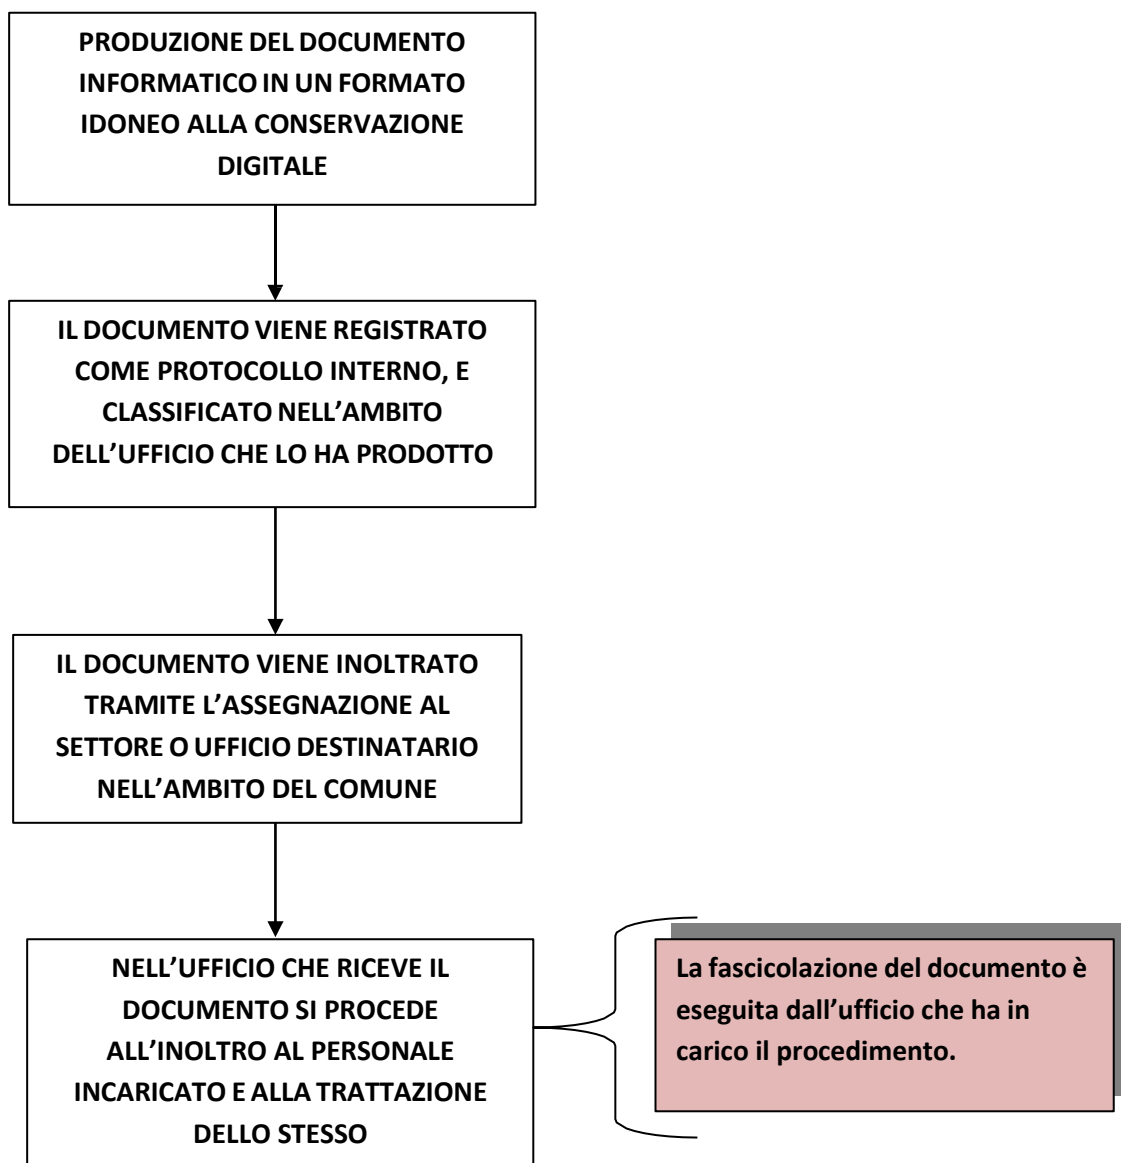 PRODUZIONE DEL DOCUMENTO
INFORMATICO IN UN FORMATO
IDONEO ALLA CONSERVAZIONE
DIGITALE
IL DOCUMENTO VIENE REGISTRATO
COME PROTOCOLLO INTERNO, E
CLASSIFICATO NELL’AMBITO
DELL’UFFICIO CHE LO HA PRODOTTO
IL DOCUMENTO VIENE INOLTRATO
TRAMITE L’ASSEGNAZIONE AL
SETTORE O UFFICIO DESTINATARIO
NELL’AMBITO DEL COMUNE
NELL’UFFICIO CHE RICEVE IL
DOCUMENTO SI PROCEDE
ALL’INOLTRO AL PERSONALE
INCARICATO E ALLA TRATTAZIONE
DELLO STESSO
La fascicolazione del documento è
eseguita dall’ufficio che ha in
carico il procedimento.